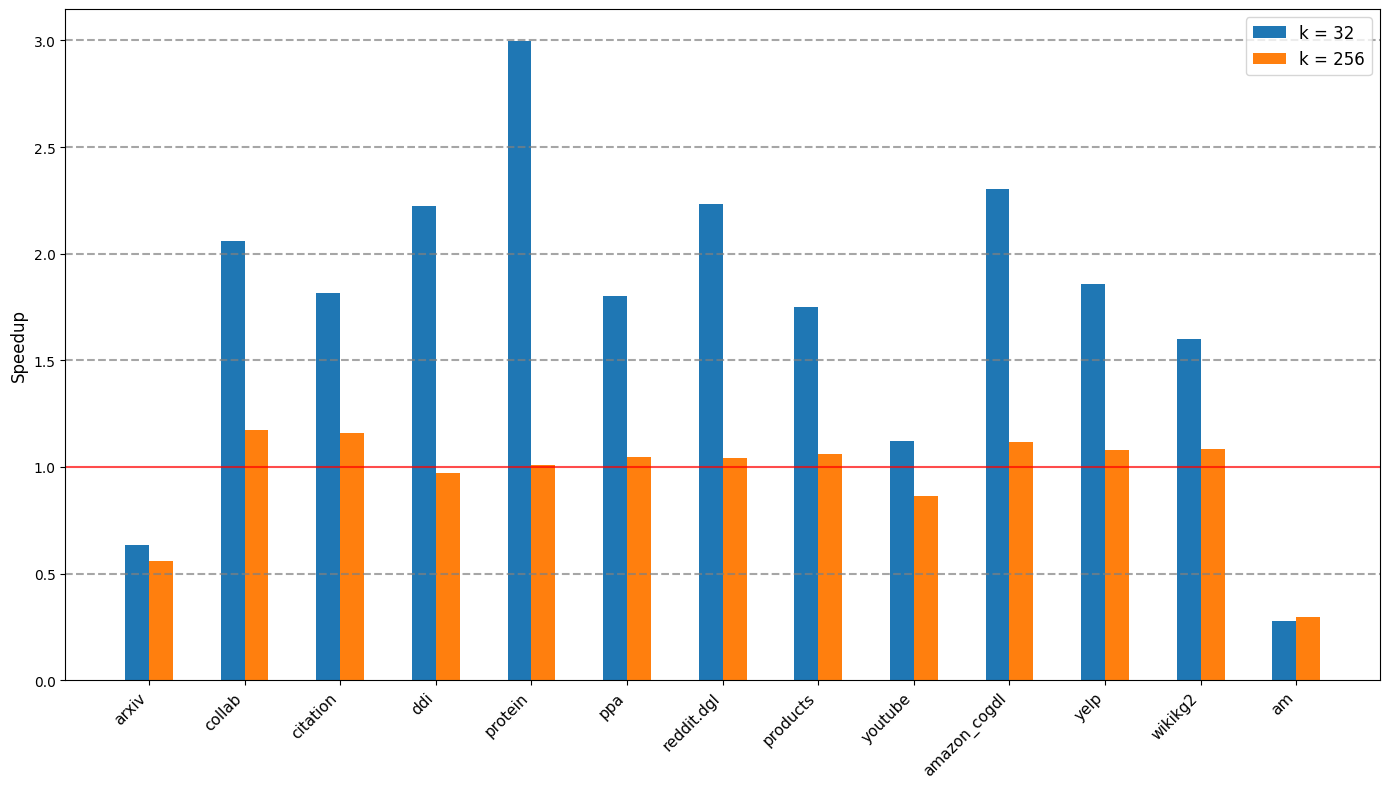 k = 32
k = 256
Speedup
3.0
2.5
2.0
1.5
1.0
0.5
0.0
arxiv
collab
citation
ddi
protein
ppa
reddit.dgl
products
youtube
amazon_cogdl
yelp
wikikg2
am